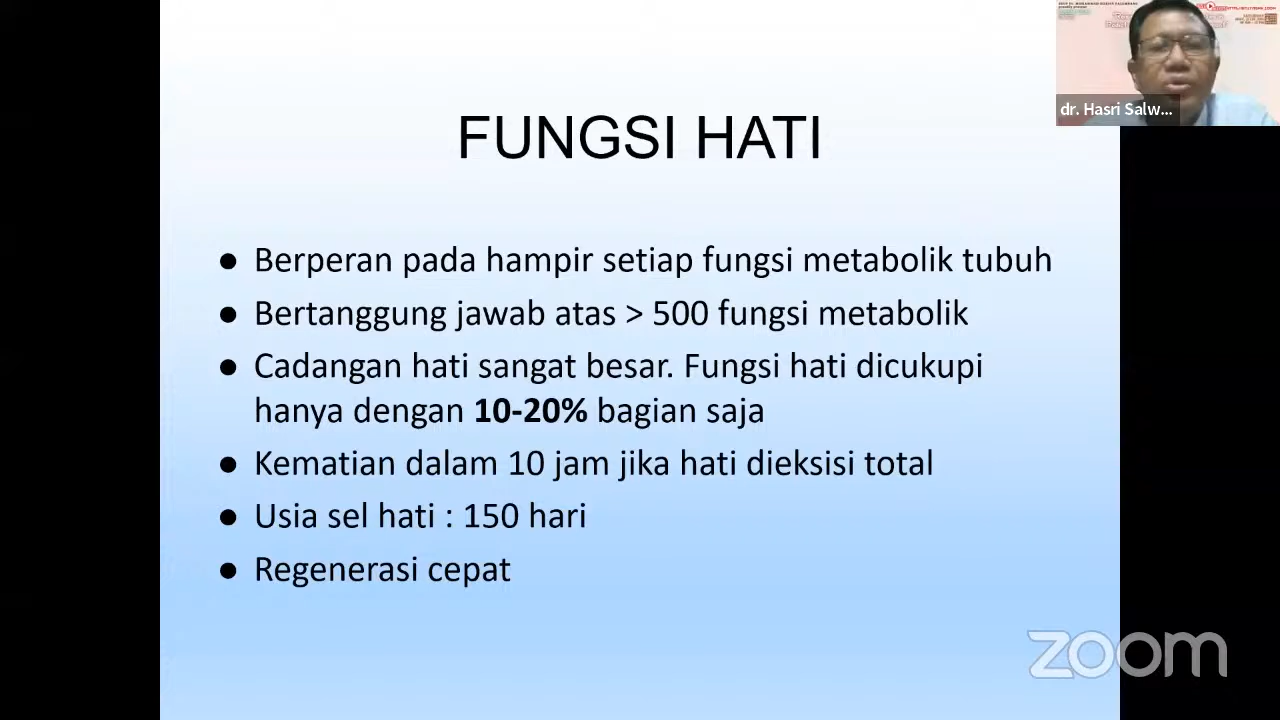 FUNGSI HATI
● Berperan pada hampir setiap fungsi metabolik tubuh
● Bertanggung jawab atas > 500 fungsi metabolik
● Cadangan hati sangat besar. Fungsi hati dicukupi
hanya dengan 10-20% bagian saja
● Kematian dalam 10 jam jika hati dieksisi total
● Usia sel hati : 150 hari
● Regenerasi cepat
dr. Hasri Salw...
zoom